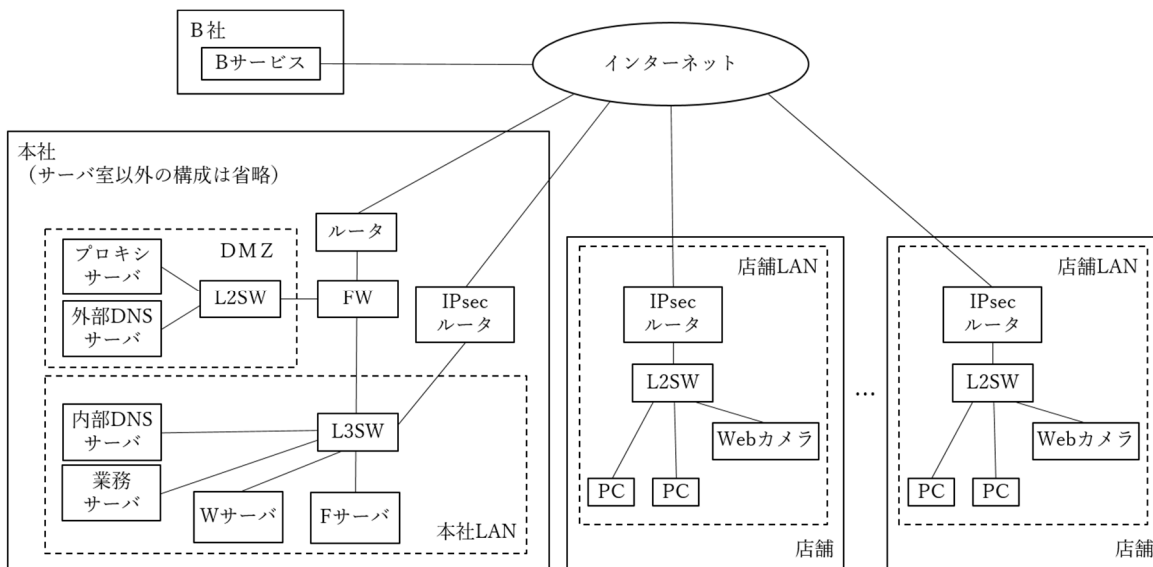 B社
Bサービス
インターネット
本社
（サーバ室以外の構成は省略）
ルータ
DMZ
プロキシ
サーバ
L2SW
FW
外部DNS
サーバ
IPsec
ルータ
内部DNS
サーバ
L3SW
業務
サーバ
Wサーバ
Fサーバ
本社LAN
店舗LAN
IPsec
ルータ
L2SW
Webカメラ
PC
PC
店舗
…
店舗LAN
IPsec
ルータ
L2SW
Webカメラ
PC
PC
店舗